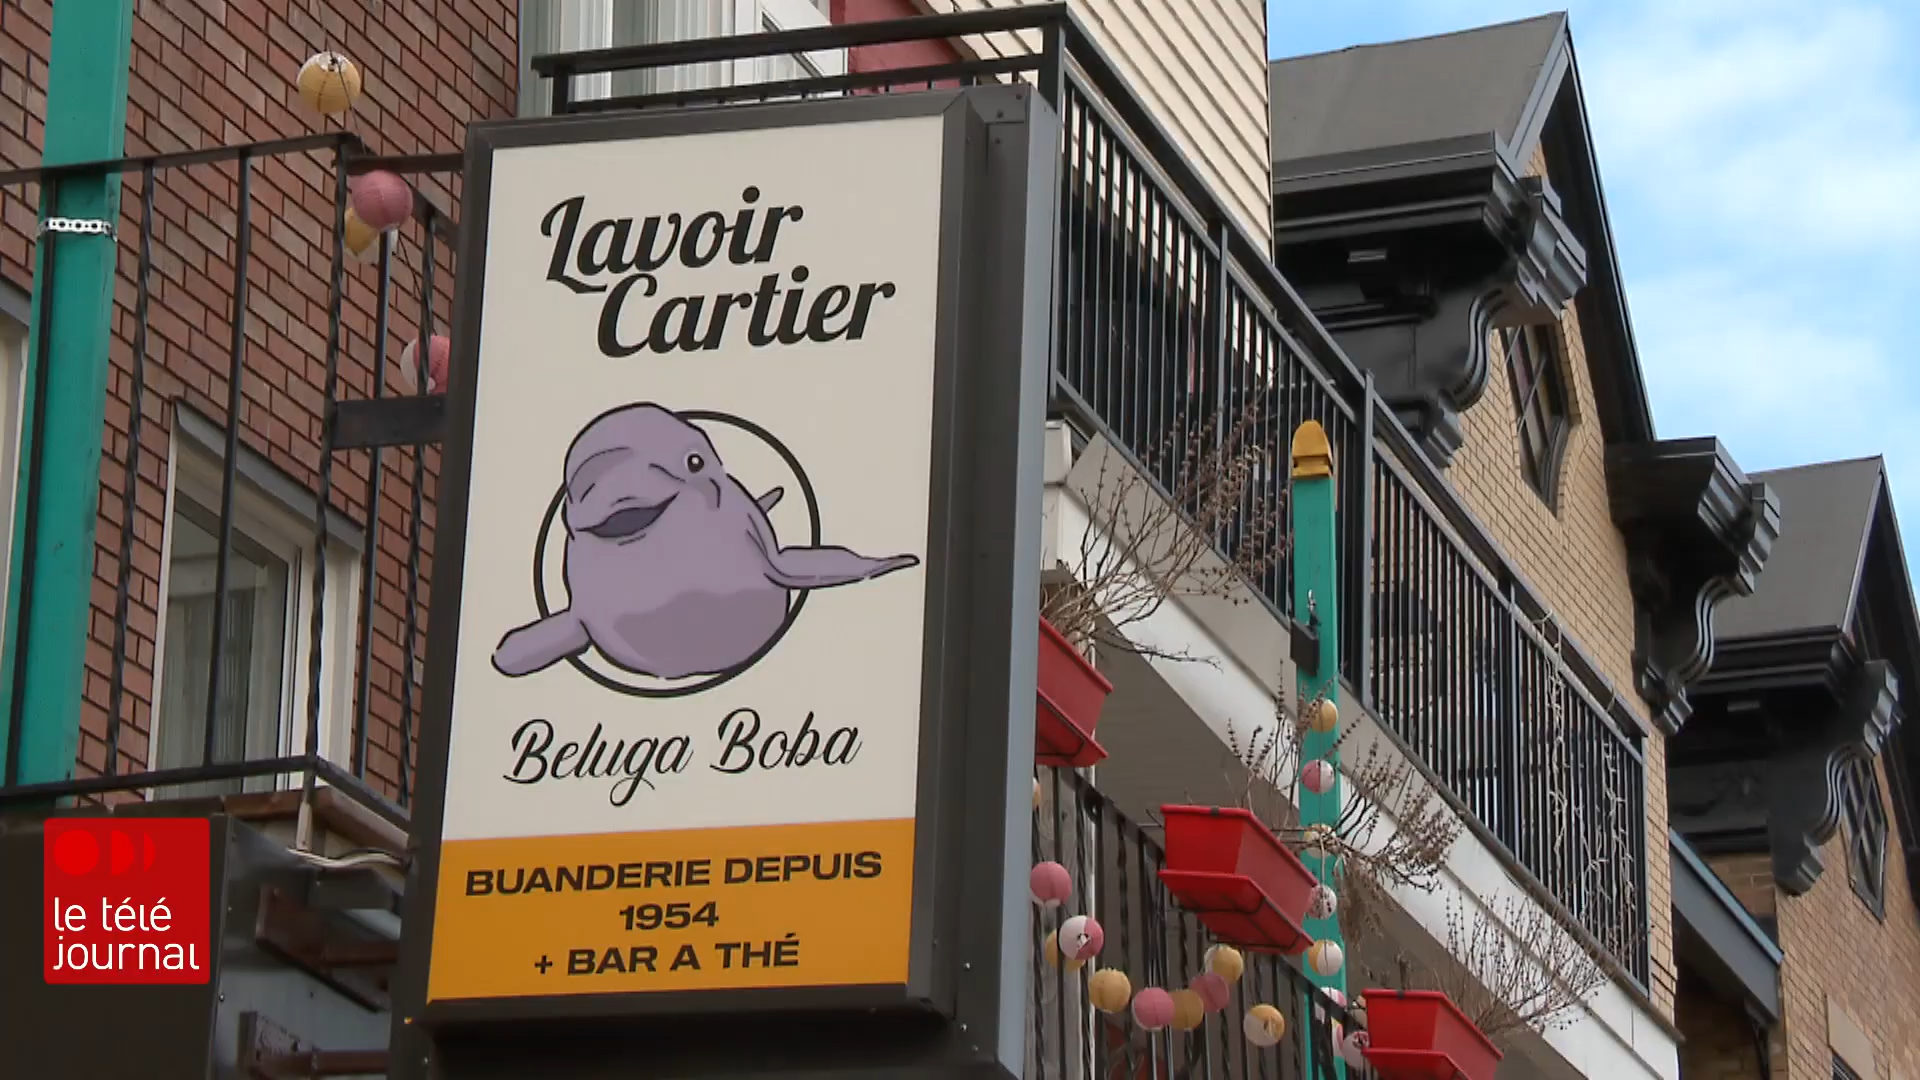 Lavoir
Cartier
Beluga Boba
BUANDERIE DEPUIS
1954
+ BAR A THÉ
le télé
journal